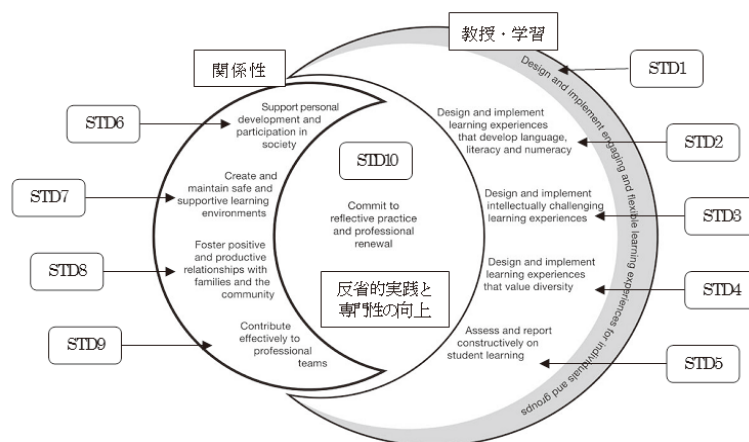 教授・学習
関係性
STD1
Design and implement engaging and flexible learning experiences for individuals and groups
STD6
Support personal
development and
participation in
society
Design and implement
learning experiences
that develop language,
literacy and numeracy
STD2
STD10
STD7
Create and
maintain safe and
supportive learning
environments
Commit to
reflective practice
and professional
renewal
Design and implement
intellectually challenging
learning experiences
STD3
STD8
Foster positive
and productive
relationships with
families and the
community
Design and implement
learning experiences
that value diversity
STD4
反省的実践と
専門性の向上
STD9
Contribute
effectively to
professional
teams
Assess and report
constructively on
student learning
STD5